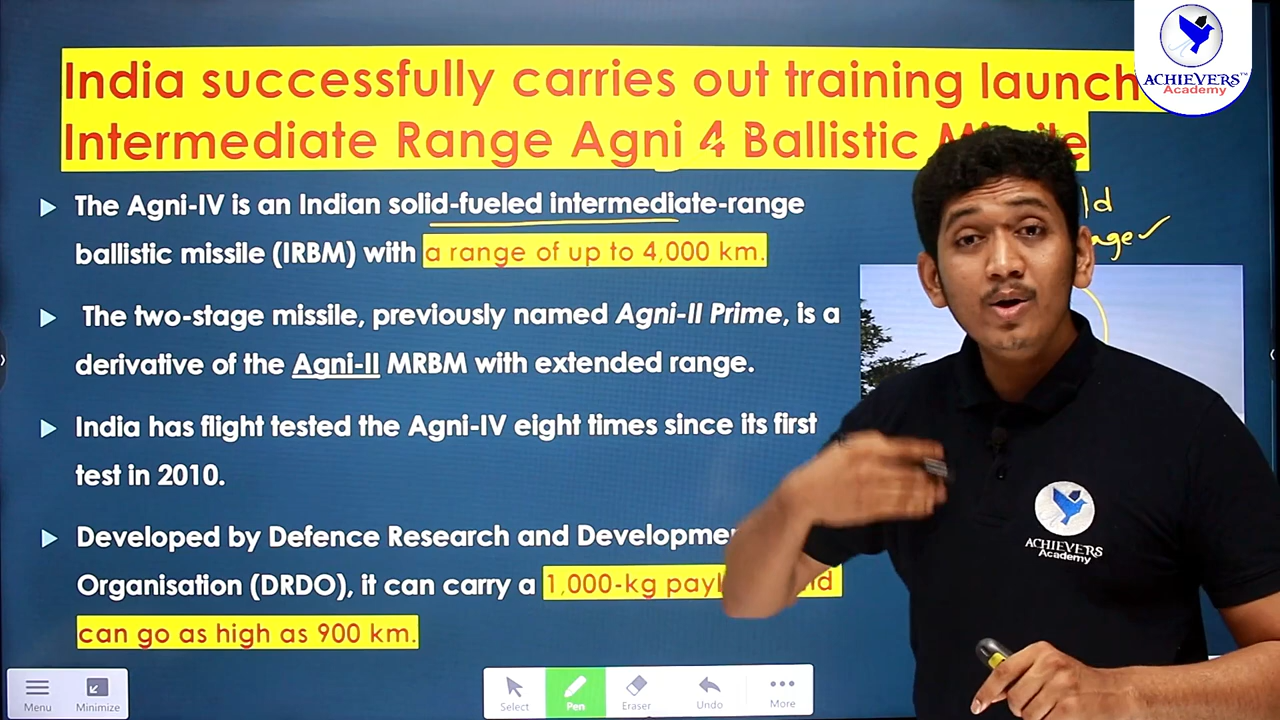 India successfully carries out training launch
Intermediate Range Agni 4 Ballistic Missile
The Agni-IV is an Indian solid-fueled intermediate-range
ballistic missile (IRBM) with a range of up to 4,000 km.
The two-stage missile, previously named Agni-II Prime, is a
derivative of the Agni-II MRBM with extended range.
India has flight tested the Agni-IV eight times since its first
test in 2010.
Developed by Defence Research and Developme
Organisation (DRDO), it can carry a 1,000-kg payl nd
can go as high as 900 km.
Menu
Minimize
Select
Pen
Eraser
Undo
More
ACHIEVERS™
Academy
ACHIEVERS
Academy